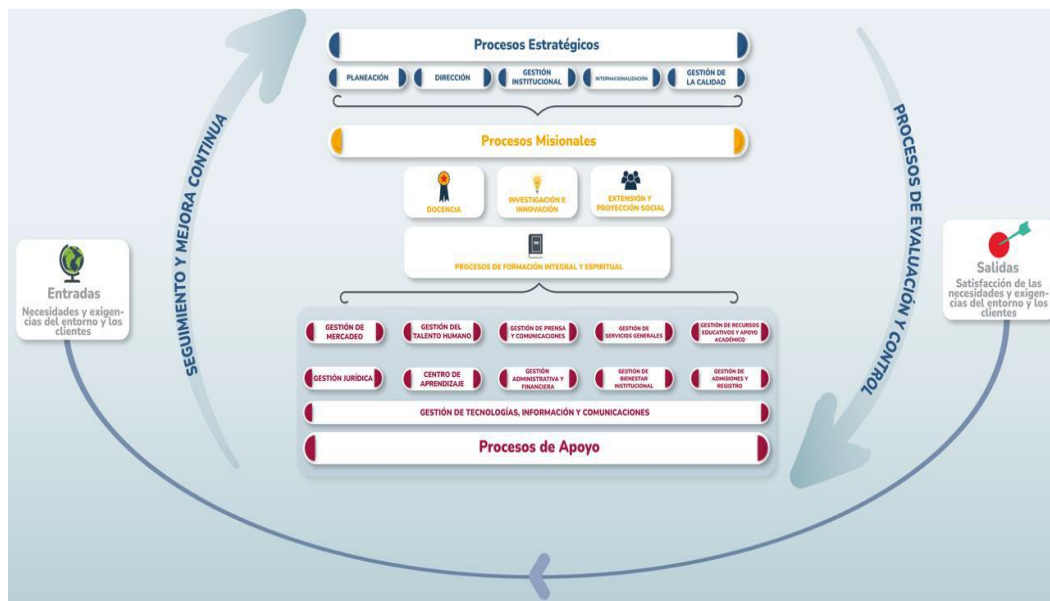 Procesos Estratégicos
PLANEACIÓN
DIRECCIÓN
GESTIÓN
INSTITUCIONAL
INTERNACIONALIZACIÓN
GESTIÓN DE
LA CALIDAD
Procesos Misionales
DOCENCIA
INVESTIGACIÓN E
INNOVACIÓN
EXTENSIÓN Y
PROYECCIÓN SOCIAL
PROCESOS DE FORMACIÓN INTEGRAL Y ESPIRITUAL
SEGUIMIENTO Y MEJORA CONTINUA
PROCESOS DE EVALUACIÓN Y CONTROL
Entradas
Necesidades y exigen-
cias del entorno y los
clientes
Salidas
Satisfacción de las
necesidades y exigen-
cias del entorno y los
clientes
GESTIÓN DE
MERCADEO
GESTIÓN DEL
TALENTO HUMANO
GESTIÓN DE PRENSA
Y COMUNICACIONES
GESTIÓN DE
SERVICIOS GENERALES
GESTIÓN DE RECURSOS
EDUCATIVOS Y APOYO
ACADÉMICO
GESTIÓN JURÍDICA
CENTRO DE
APRENDIZAJE
GESTIÓN
ADMINISTRATIVA Y
FINANCIERA
GESTIÓN DE
BIENESTAR
INSTITUCIONAL
GESTIÓN DE
ADMISIONES Y
REGISTRO
GESTIÓN DE TECNOLOGÍAS, INFORMACIÓN Y COMUNICACIONES
Procesos de Apoyo